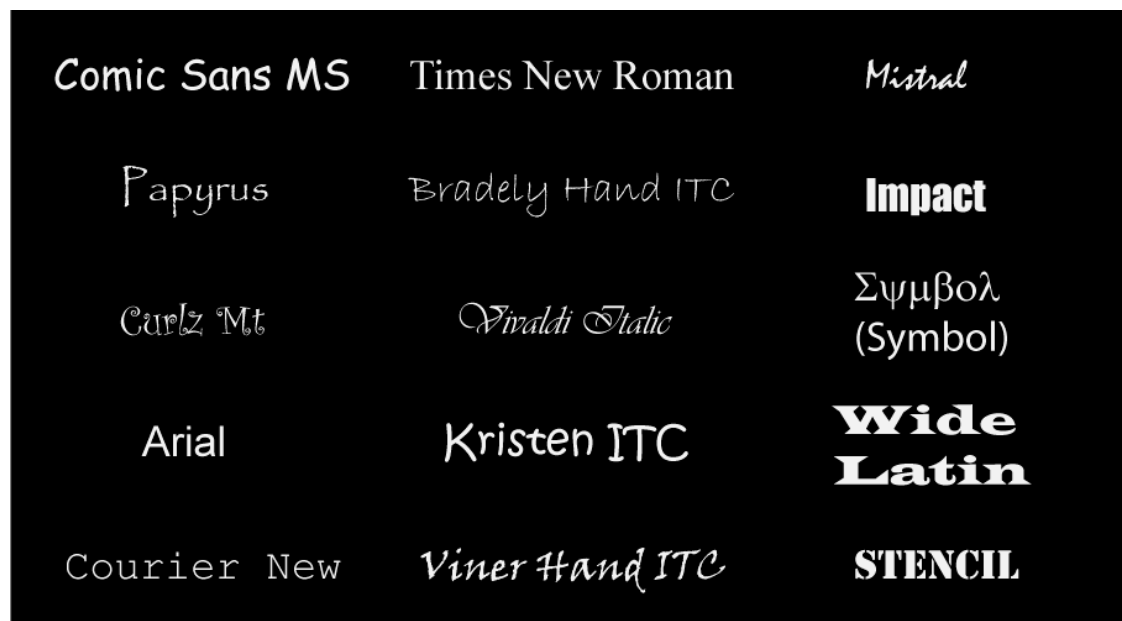 Comic Sans MS
Times New Roman
Mistral
Papyrus
Bradely Hand ITC
Impact
Curlz Mt
Vivaldi Italic
Σψμβολ
(Symbol)
Arial
Kristen ITC
Wide
Latin
Courier New
Viner Hand ITC
STENCIL